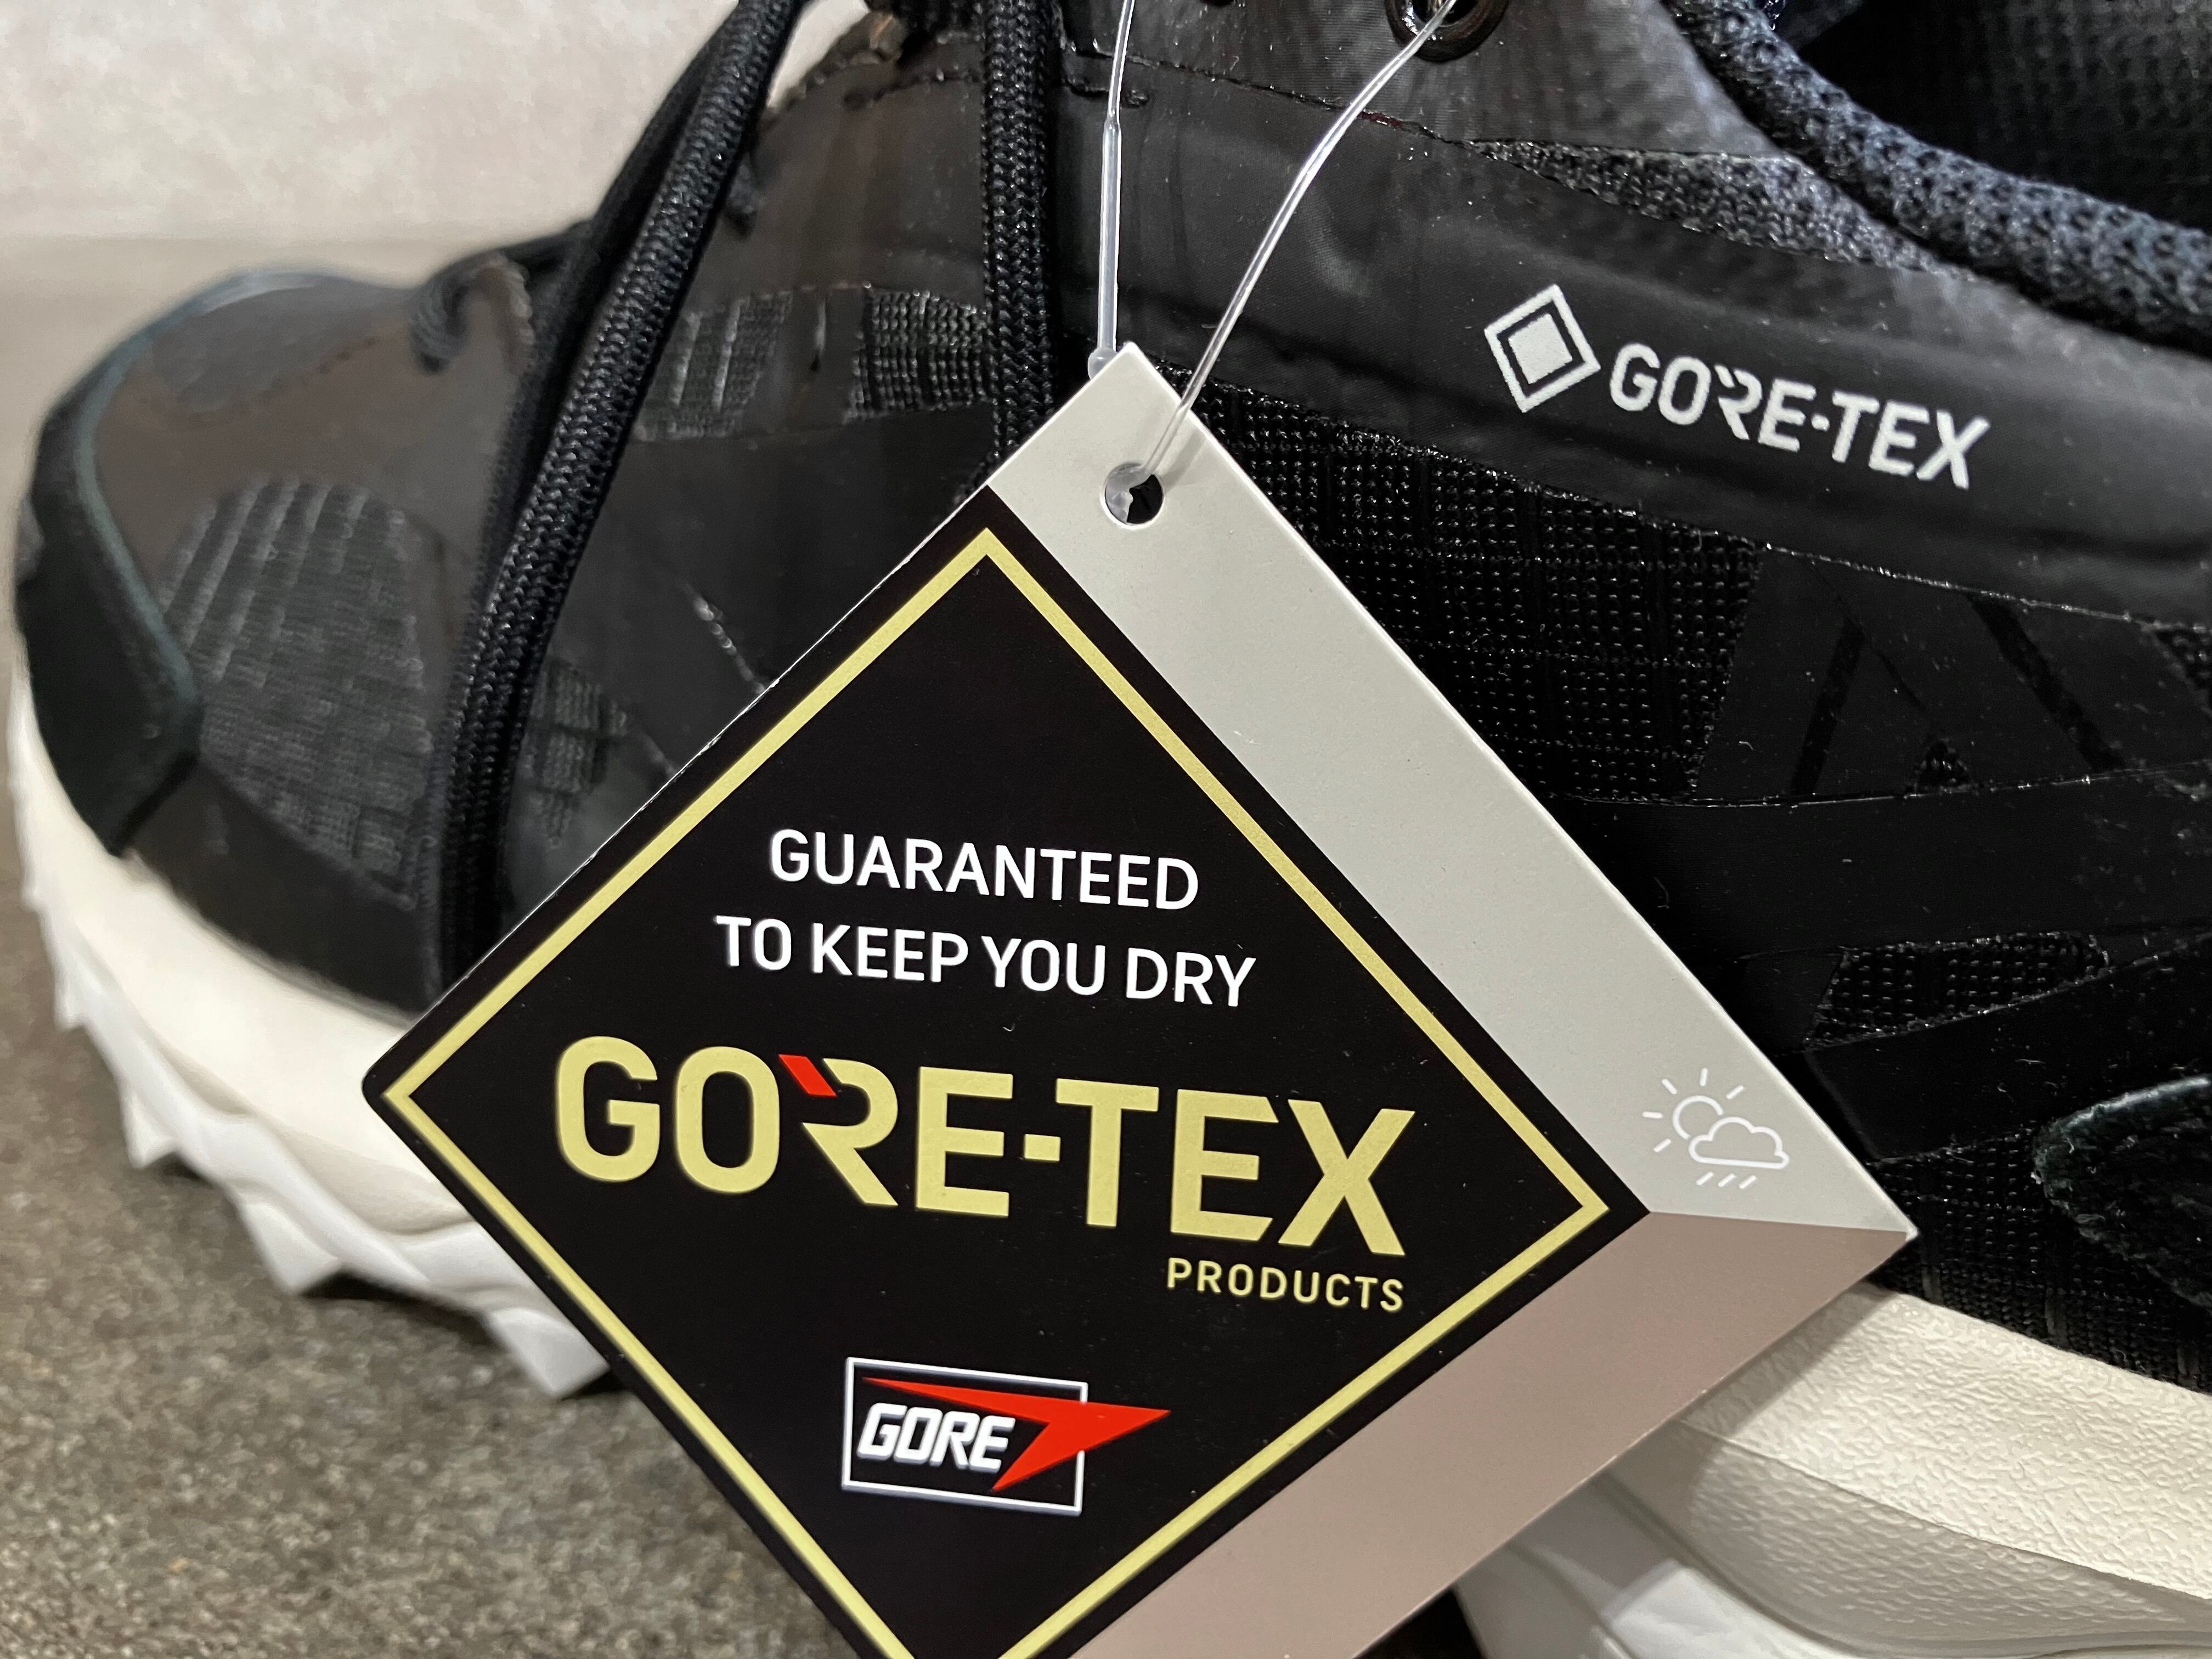 GORE-TEX
GUARANTEED
TO KEEP YOU DRY
GORE-TEX
PRODUCTS
GORE